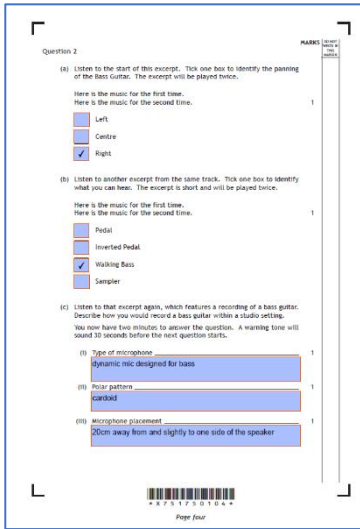 MARKS
DO NOT
WRITE IN
THIS
MARGIN
Question 2
(a) Listen to the start of this excerpt. Tick one box to identify the panning
of the Bass Guitar. The excerpt will be played twice.
Here is the music for the first time.
Here is the music for the second time. 1
Left
Centre
✓ Right
(b) Listen to another excerpt from the same track. Tick one box to identify
what you can hear. The excerpt is short and will be played twice.
Here is the music for the first time.
Here is the music for the second time. 1
Pedal
Inverted Pedal
✓ Walking Bass
Sampler
(c) Listen to that excerpt again, which features a recording of a bass guitar.
Describe how you would record a bass guitar within a studio setting.
You now have two minutes to answer the question. A warning tone will
sound 30 seconds before the next question starts.
(i) Type of microphone 1
dynamic mic designed for bass
(ii) Polar pattern 1
cardoid
(iii) Microphone placement 1
20cm away from and slightly to one side of the speaker
*X751750104*
Page four